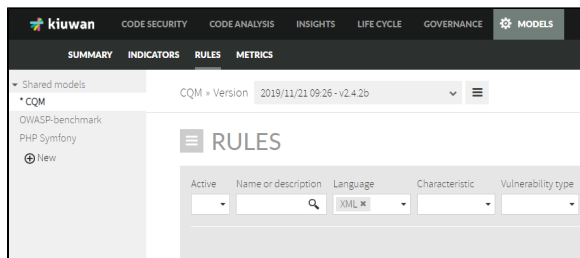 kiuwan CODE SECURITY CODE ANALYSIS INSIGHTS LIFE CYCLE GOVERNANCE MODELS
SUMMARY INDICATORS RULES METRICS
Shared models
* CQM
OWASP-benchmark
PHP Symfony
New
CQM » Version 2019/11/21 09:26 - v2.4.2b
RULES
Active Name or description Language Characteristic Vulnerability type
XML ×